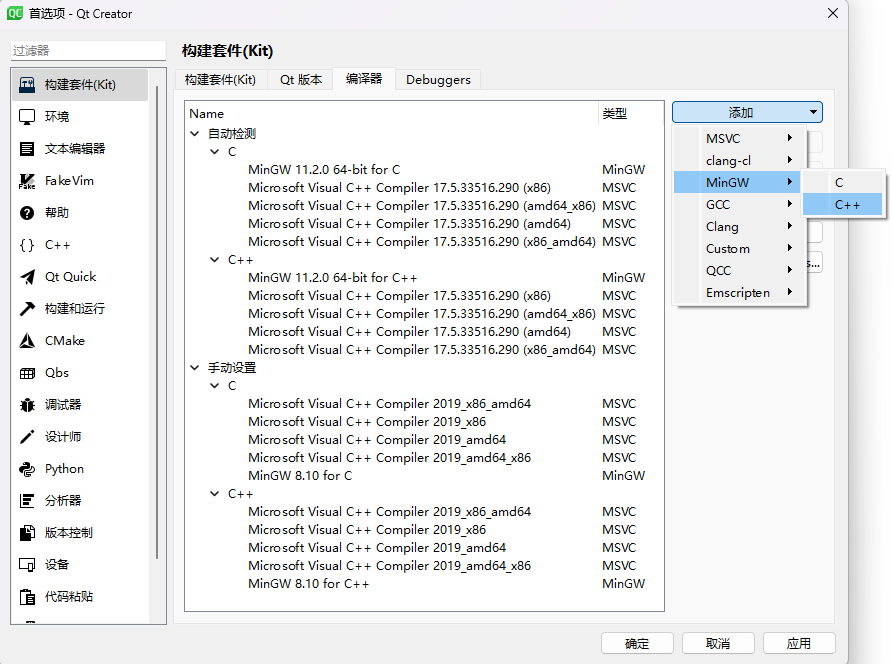 首选项 - Qt Creator
过滤器
构建套件(Kit)
环境
文本编辑器
FakeVim
帮助
C++
Qt Quick
构建和运行
CMake
Qbs
调试器
设计师
Python
分析器
版本控制
设备
代码粘贴
构建套件(Kit)
构建套件(Kit) Qt 版本 编译器 Debuggers
Name 类型
自动检测
C
MinGW 11.2.0 64-bit for C MinGW
Microsoft Visual C++ Compiler 17.5.33516.290 (x86) MSVC
Microsoft Visual C++ Compiler 17.5.33516.290 (amd64_x86) MSVC
Microsoft Visual C++ Compiler 17.5.33516.290 (amd64) MSVC
Microsoft Visual C++ Compiler 17.5.33516.290 (x86_amd64) MSVC
C++
MinGW 11.2.0 64-bit for C++ MinGW
Microsoft Visual C++ Compiler 17.5.33516.290 (x86) MSVC
Microsoft Visual C++ Compiler 17.5.33516.290 (amd64_x86) MSVC
Microsoft Visual C++ Compiler 17.5.33516.290 (amd64) MSVC
Microsoft Visual C++ Compiler 17.5.33516.290 (x86_amd64) MSVC
手动设置
C
Microsoft Visual C++ Compiler 2019_x86_amd64 MSVC
Microsoft Visual C++ Compiler 2019_x86 MSVC
Microsoft Visual C++ Compiler 2019_amd64 MSVC
Microsoft Visual C++ Compiler 2019_amd64_x86 MSVC
MinGW 8.10 for C MinGW
C++
Microsoft Visual C++ Compiler 2019_x86_amd64 MSVC
Microsoft Visual C++ Compiler 2019_x86 MSVC
Microsoft Visual C++ Compiler 2019_amd64 MSVC
Microsoft Visual C++ Compiler 2019_amd64_x86 MSVC
MinGW 8.10 for C++ MinGW
添加
MSVC
clang-cl
MinGW
GCC
Clang
Custom
QCC
Emscripten
C
C++
s...
确定 取消 应用